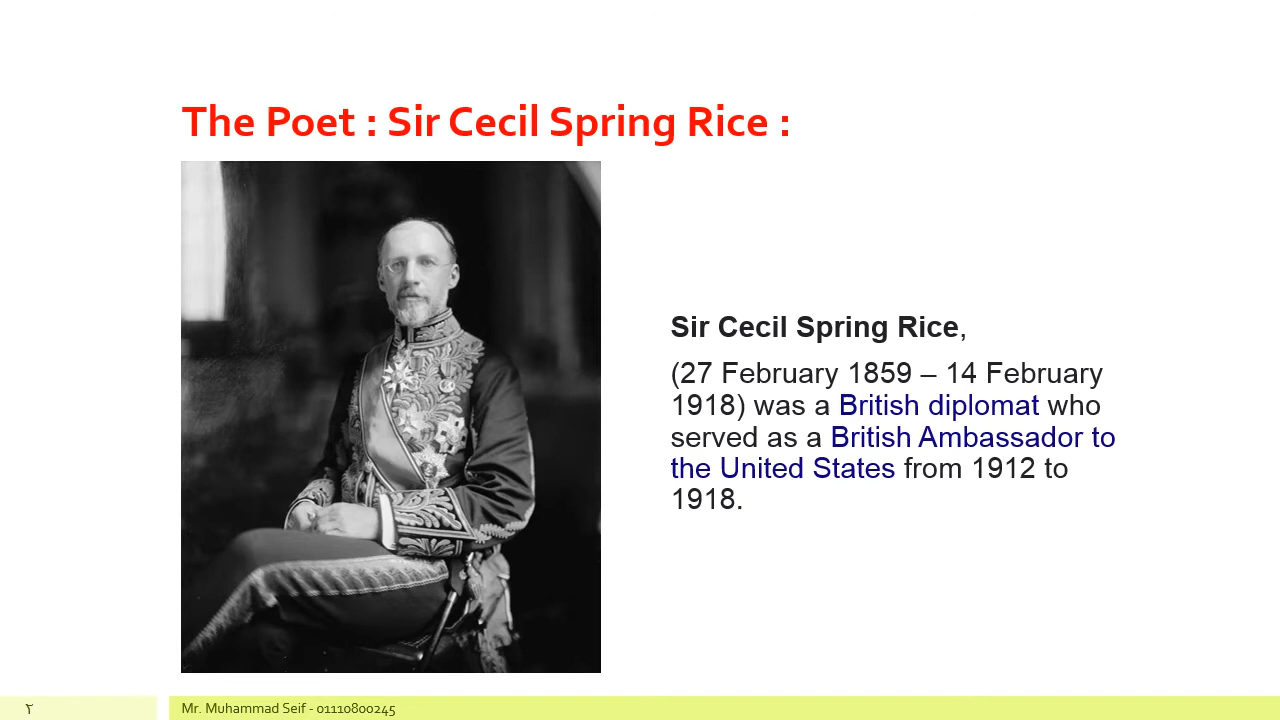 The Poet : Sir Cecil Spring Rice :
Sir Cecil Spring Rice,
(27 February 1859 – 14 February
1918) was a British diplomat who
served as a British Ambassador to
the United States from 1912 to
1918.
٢
Mr. Muhammad Seif - 01110800245